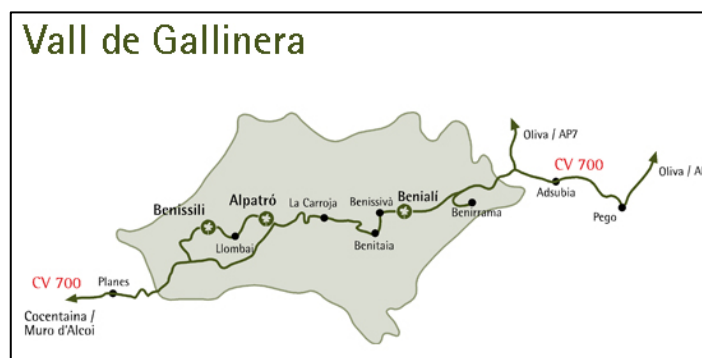 Vall de Gallinera
Oliva / AP7
CV 700
Oliva / A
Adsubia
Pego
Benissivà
Benialí
Benirrama
La Carroja
Benitaia
Alpatró
Benissili
Llombai
CV 700
Planes
Cocentaina /
Muro d'Alcoi